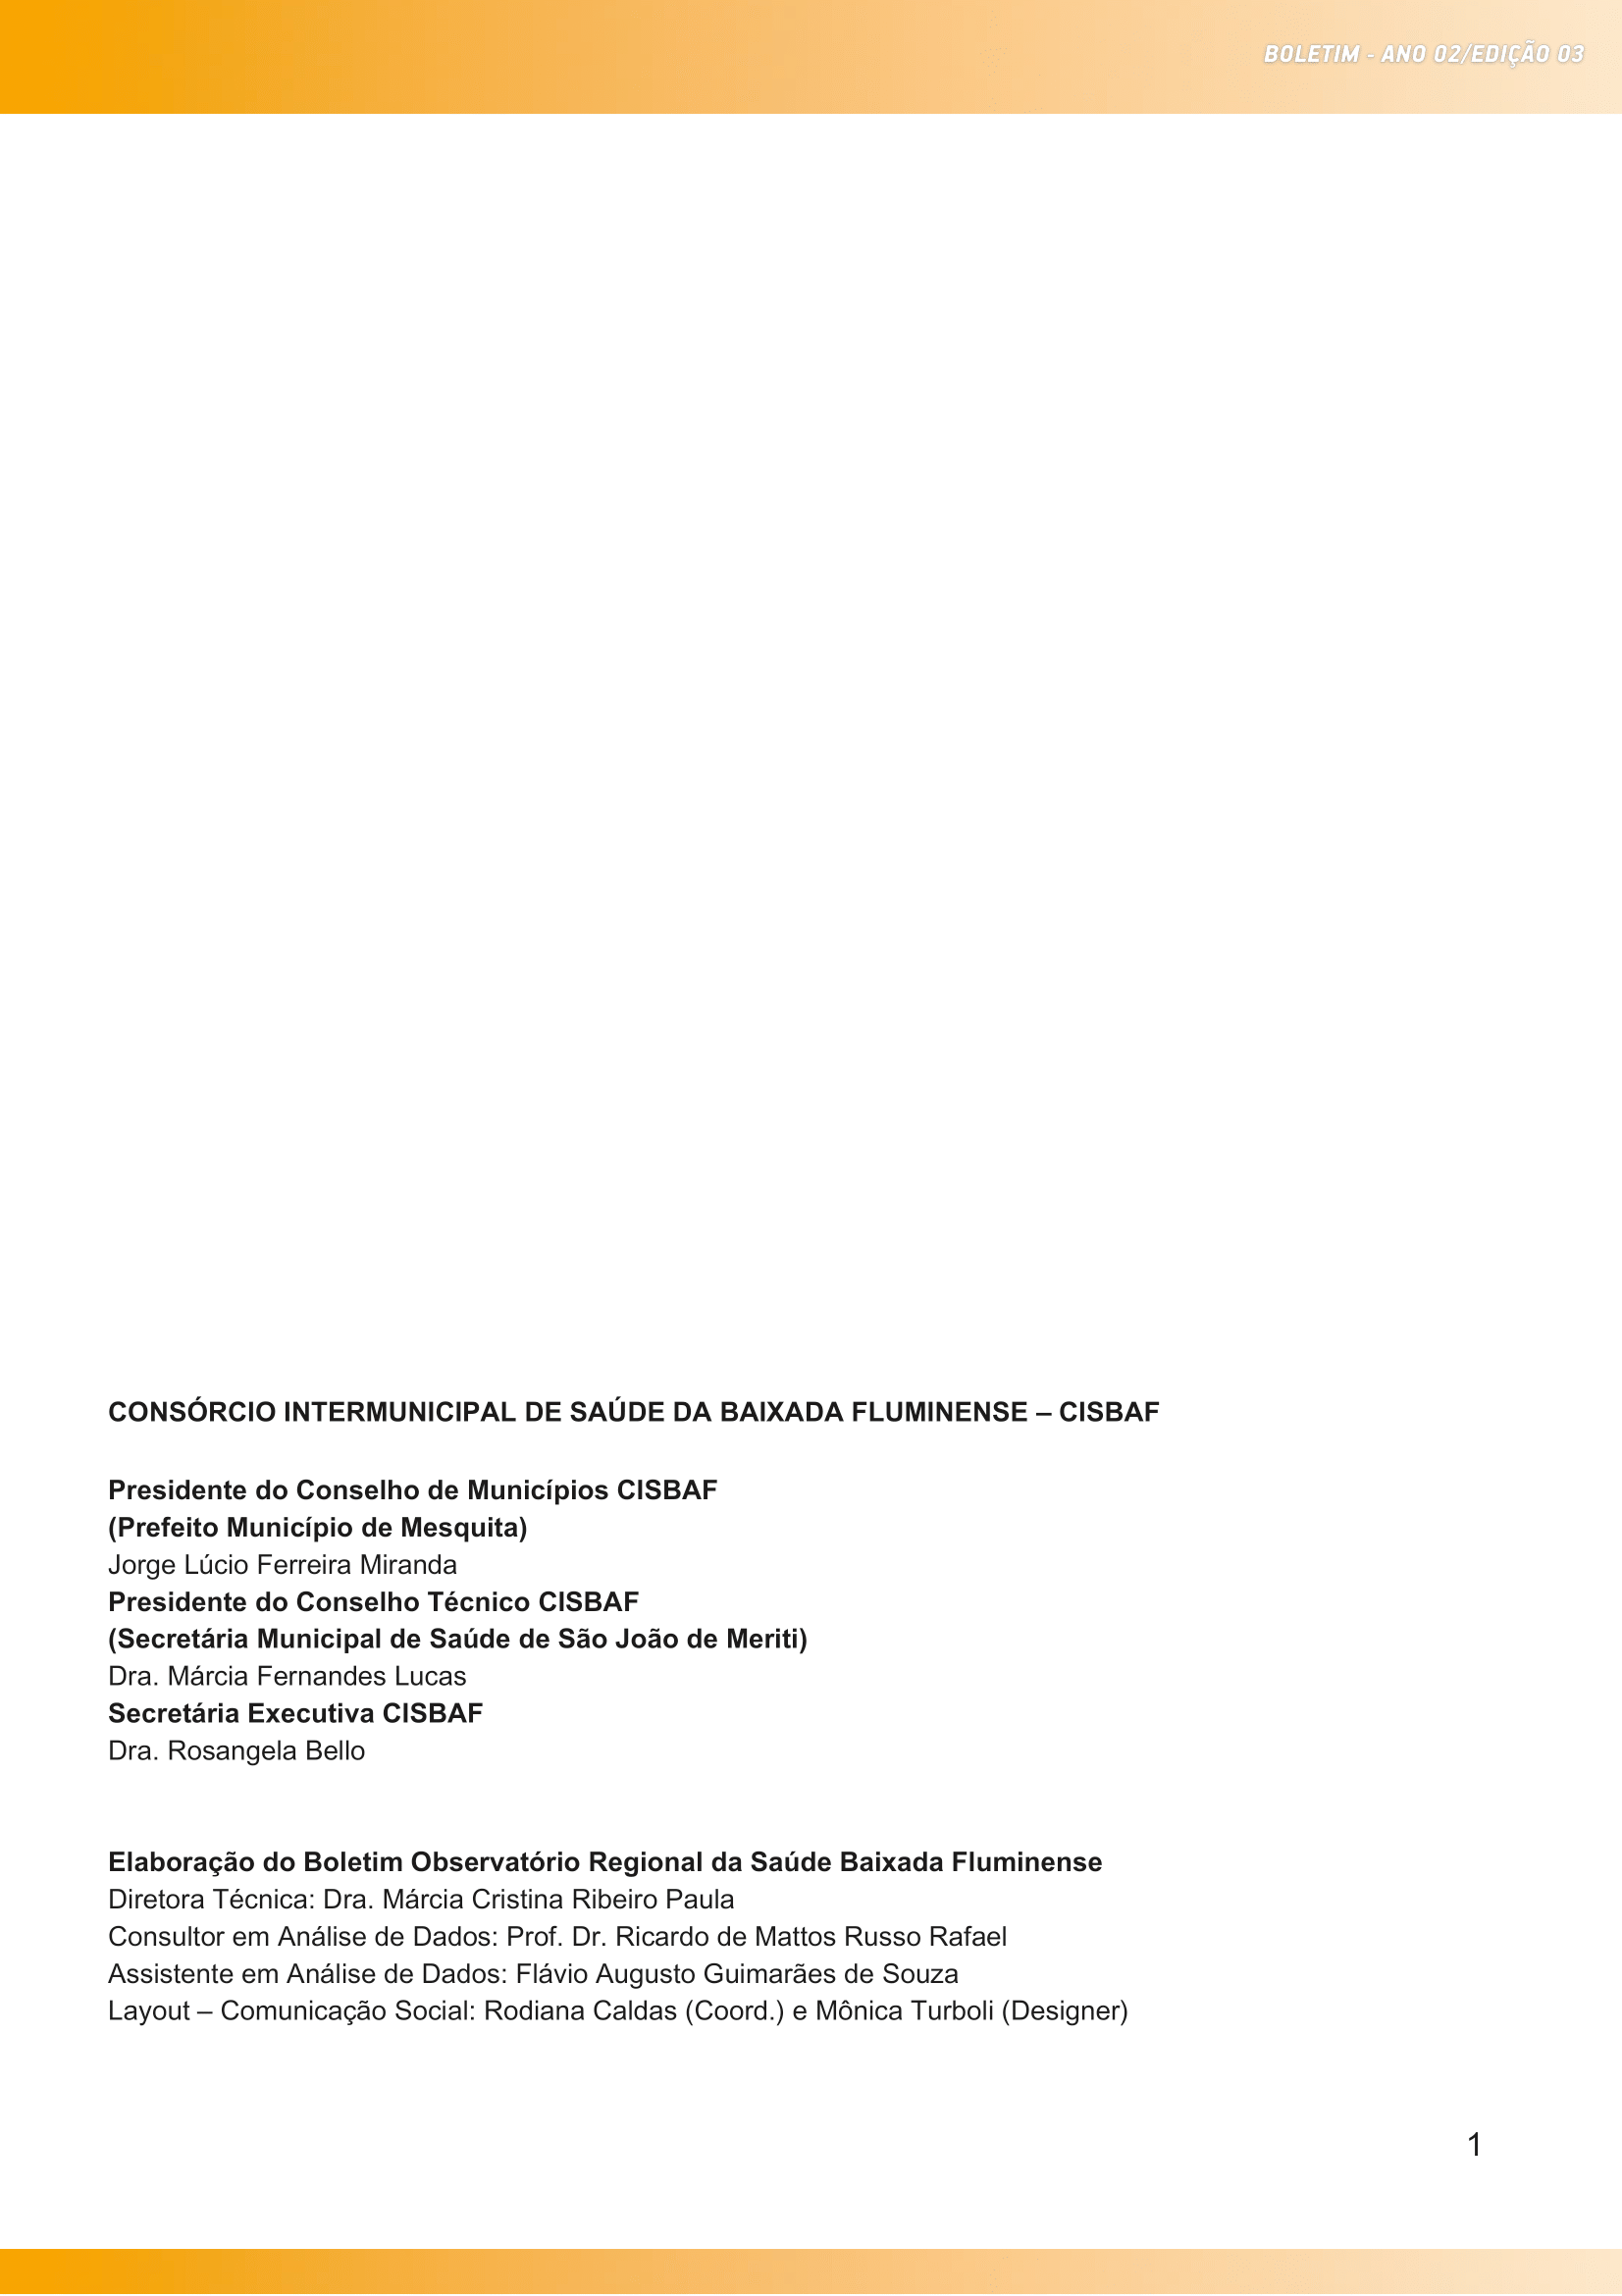 BOLETIM - ANO 02/EDIÇÃO 03
CONSÓRCIO INTERMUNICIPAL DE SAÚDE DA BAIXADA FLUMINENSE – CISBAF
Presidente do Conselho de Municípios CISBAF
(Prefeito Município de Mesquita)
Jorge Lúcio Ferreira Miranda
Presidente do Conselho Técnico CISBAF
(Secretária Municipal de Saúde de São João de Meriti)
Dra. Márcia Fernandes Lucas
Secretária Executiva CISBAF
Dra. Rosangela Bello
Elaboração do Boletim Observatório Regional da Saúde Baixada Fluminense
Diretora Técnica: Dra. Márcia Cristina Ribeiro Paula
Consultor em Análise de Dados: Prof. Dr. Ricardo de Mattos Russo Rafael
Assistente em Análise de Dados: Flávio Augusto Guimarães de Souza
Layout – Comunicação Social: Rodiana Caldas (Coord.) e Mônica Turboli (Designer)
1